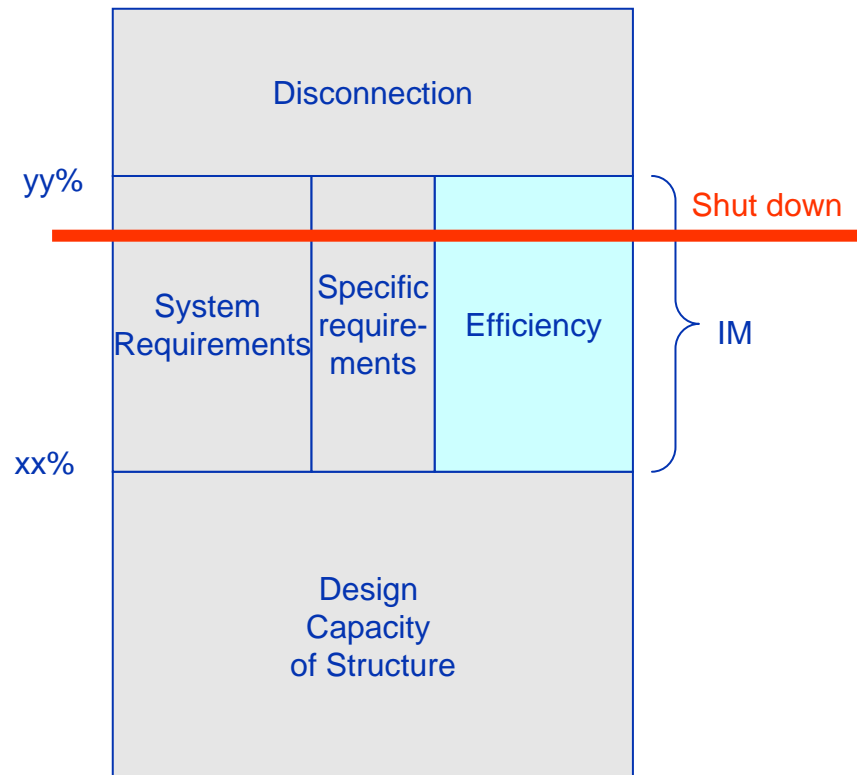 Disconnection
yy%
Shut down
System
Requirements
Specific
require-
ments
Efficiency
IM
xx%
Design
Capacity
of Structure